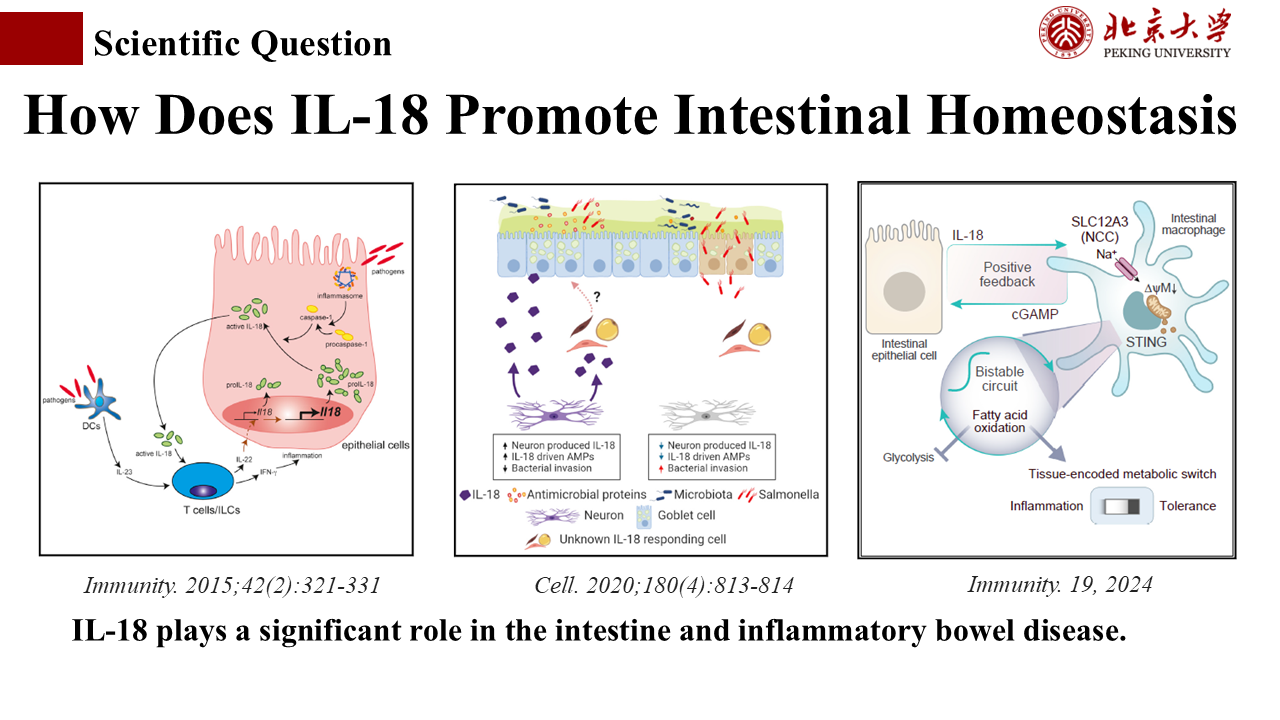 Scientific Question
北京大学
PEKING UNIVERSITY
PEKING UNIVERSITY
1898
How Does IL-18 Promote Intestinal Homeostasis
pathogens
inflammasome
caspase-1
procaspase-1
active IL-18
proIL-18
proIL-18
Il18
Il18
pathogens
DCs
epithelial cells
active IL-18
IL-22
inflammation
IL-23
IFN-γ
T cells/ILCs
?
Neuron produced IL-18
IL-18 driven AMPs
Bacterial invasion
Neuron produced IL-18
IL-18 driven AMPs
Bacterial invasion
IL-18
Antimicrobial proteins
Microbiota
Salmonella
Neuron
Goblet cell
Unknown IL-18 responding cell
SLC12A3
(NCC)
Na⁺
Intestinal
macrophage
IL-18
Positive
feedback
cGAMP
ΔψM↓
STING
Intestinal
epithelial cell
Bistable
circuit
Fatty acid
oxidation
Glycolysis
Tissue-encoded metabolic switch
Inflammation
Tolerance
Immunity. 2015;42(2):321-331
Cell. 2020;180(4):813-814
Immunity. 19, 2024
IL-18 plays a significant role in the intestine and inflammatory bowel disease.